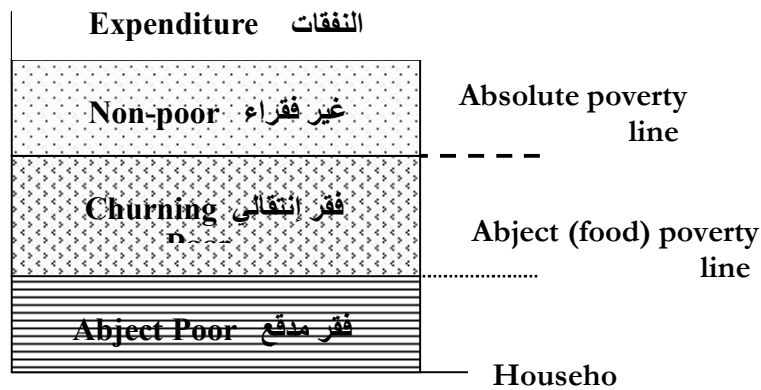 Expenditure النفقات
Non-poor غير فقراء
Absolute poverty
line
Churning فقر إنتقالي
Abject (food) poverty
line
Abject Poor فقر مدقع
Househo